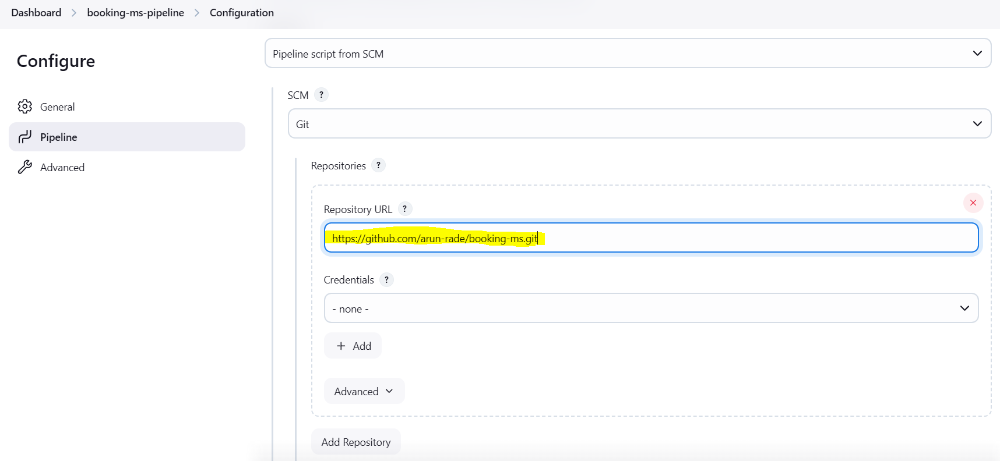 Dashboard > booking-ms-pipeline > Configuration
Configure
General
Pipeline
Advanced
Pipeline script from SCM
SCM ?
Git
Repositories ?
Repository URL ?
https://github.com/arun-rade/booking-ms.git
Credentials ?
- none -
+ Add
Advanced
Add Repository